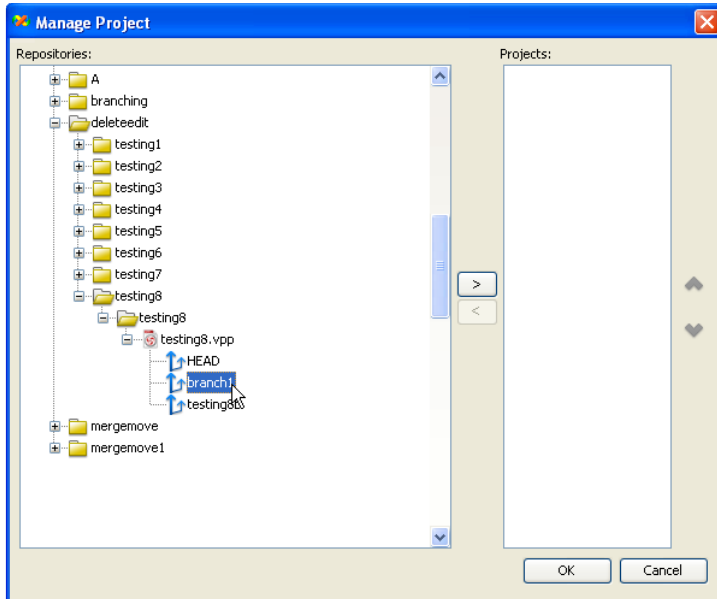 Manage Project
Repositories:
Projects:
A
branching
deleteedit
testing1
testing2
testing3
testing4
testing5
testing6
testing7
testing8
testing8
testing8.vpp
HEAD
branch1
mergemove
mergemove1
>
<
OK
Cancel